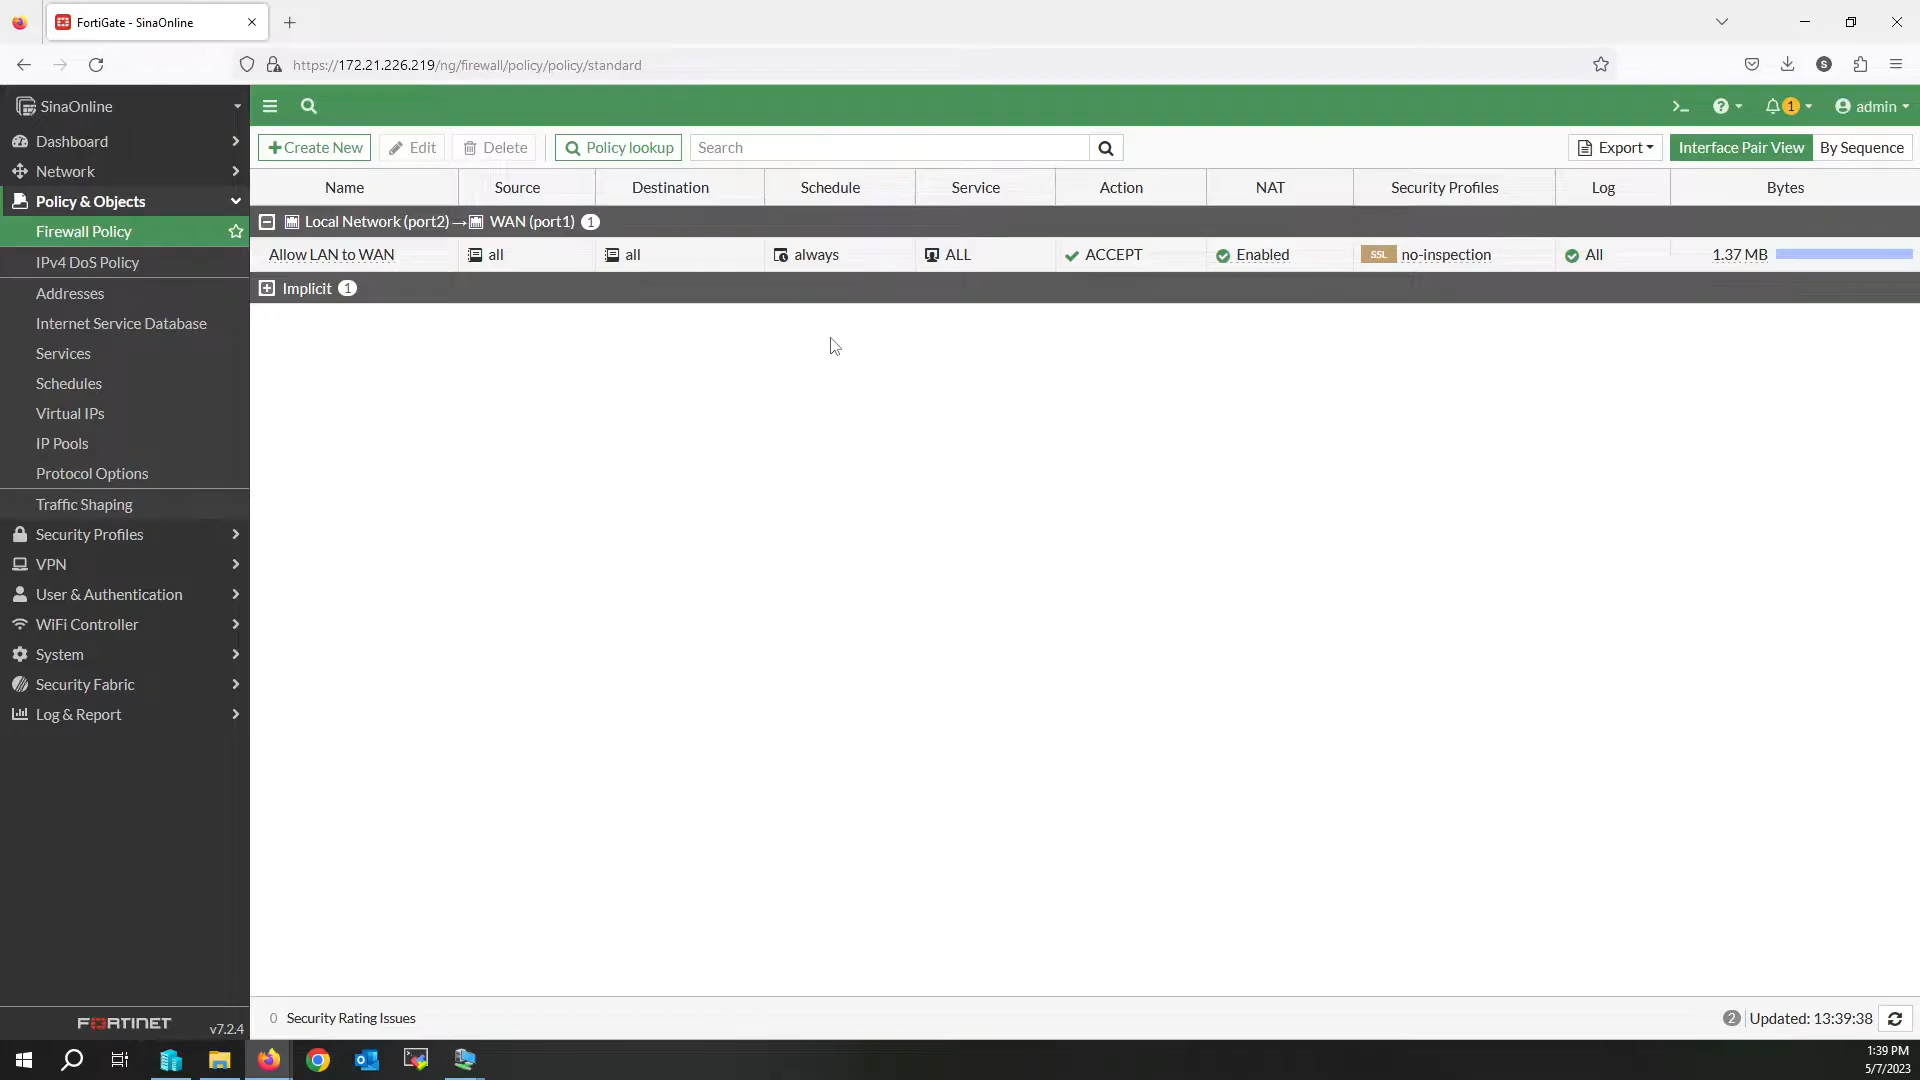 FortiGate - SinaOnline
https://172.21.226.219/ng/firewall/policy/policy/standard
S
SinaOnline
1
admin
Dashboard
Network
Policy & Objects
Firewall Policy
IPv4 DoS Policy
Addresses
Internet Service Database
Services
Schedules
Virtual IPs
IP Pools
Protocol Options
Traffic Shaping
Security Profiles
VPN
User & Authentication
WiFi Controller
System
Security Fabric
Log & Report
FORTINET v7.2.4
Create New Edit Delete Policy lookup Search Export Interface Pair View By Sequence
Name Source Destination Schedule Service Action NAT Security Profiles Log Bytes
Local Network (port2) → WAN (port1) 1
Allow LAN to WAN all all always ALL ACCEPT Enabled SSL no-inspection All 1.37 MB
Implicit 1
0 Security Rating Issues 2 Updated: 13:39:38
1:39 PM
5/7/2023